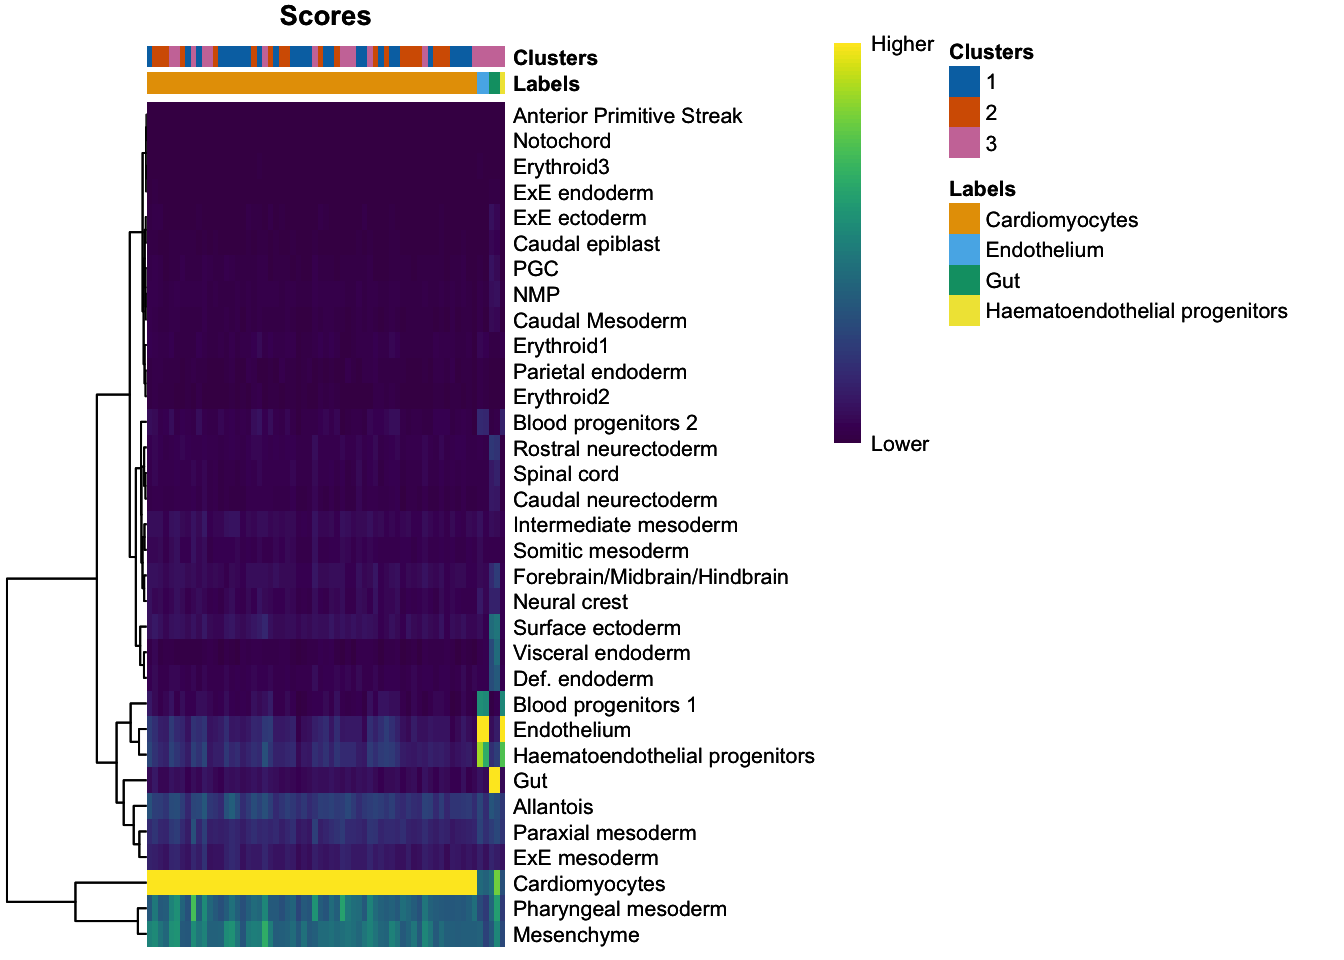 Scores
Clusters
Labels
Anterior Primitive Streak
Notochord
Erythroid3
ExE endoderm
ExE ectoderm
Caudal epiblast
PGC
NMP
Caudal Mesoderm
Erythroid1
Parietal endoderm
Erythroid2
Blood progenitors 2
Rostral neurectoderm
Spinal cord
Caudal neurectoderm
Intermediate mesoderm
Somitic mesoderm
Forebrain/Midbrain/Hindbrain
Neural crest
Surface ectoderm
Visceral endoderm
Def. endoderm
Blood progenitors 1
Endothelium
Haematoendothelial progenitors
Gut
Allantois
Paraxial mesoderm
ExE mesoderm
Cardiomyocytes
Pharyngeal mesoderm
Mesenchyme
Higher
Lower
Clusters
1
2
3
Labels
Cardiomyocytes
Endothelium
Gut
Haematoendothelial progenitors